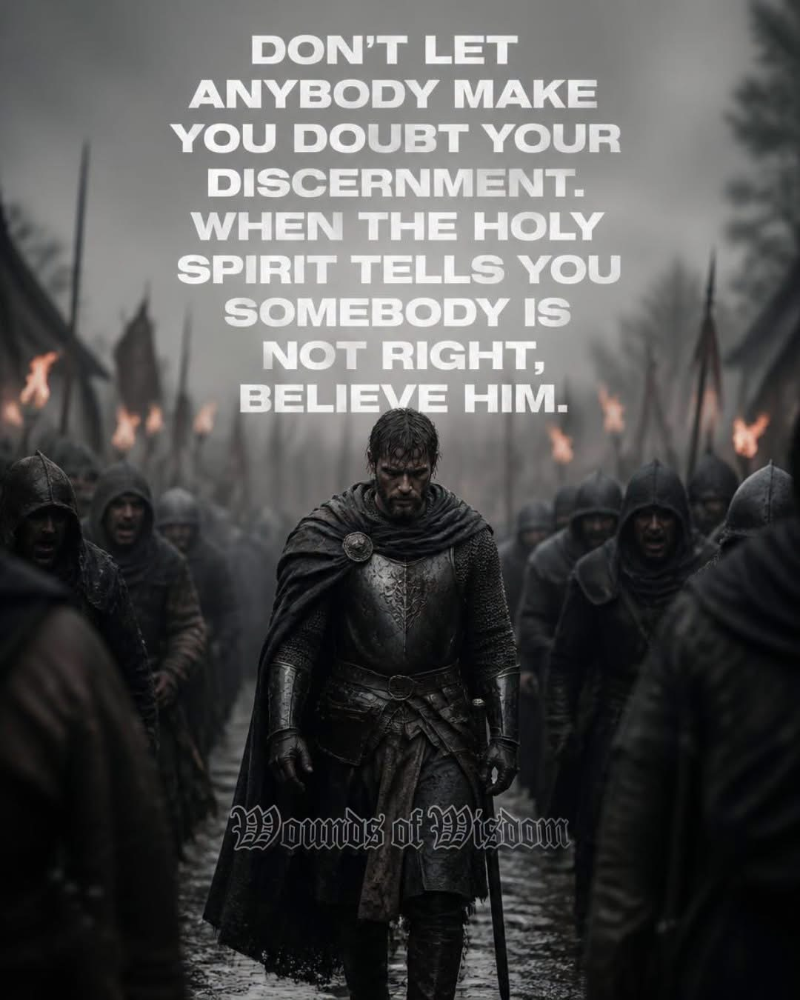 DON'T LET
ANYBODY MAKE
YOU DOUBT YOUR
DISCERNMENT.
WHEN THE HOLY
SPIRIT TELLS YOU
SOMEBODY IS
NOT RIGHT,
BELIEVE HIM.
Wounds of Wisdom